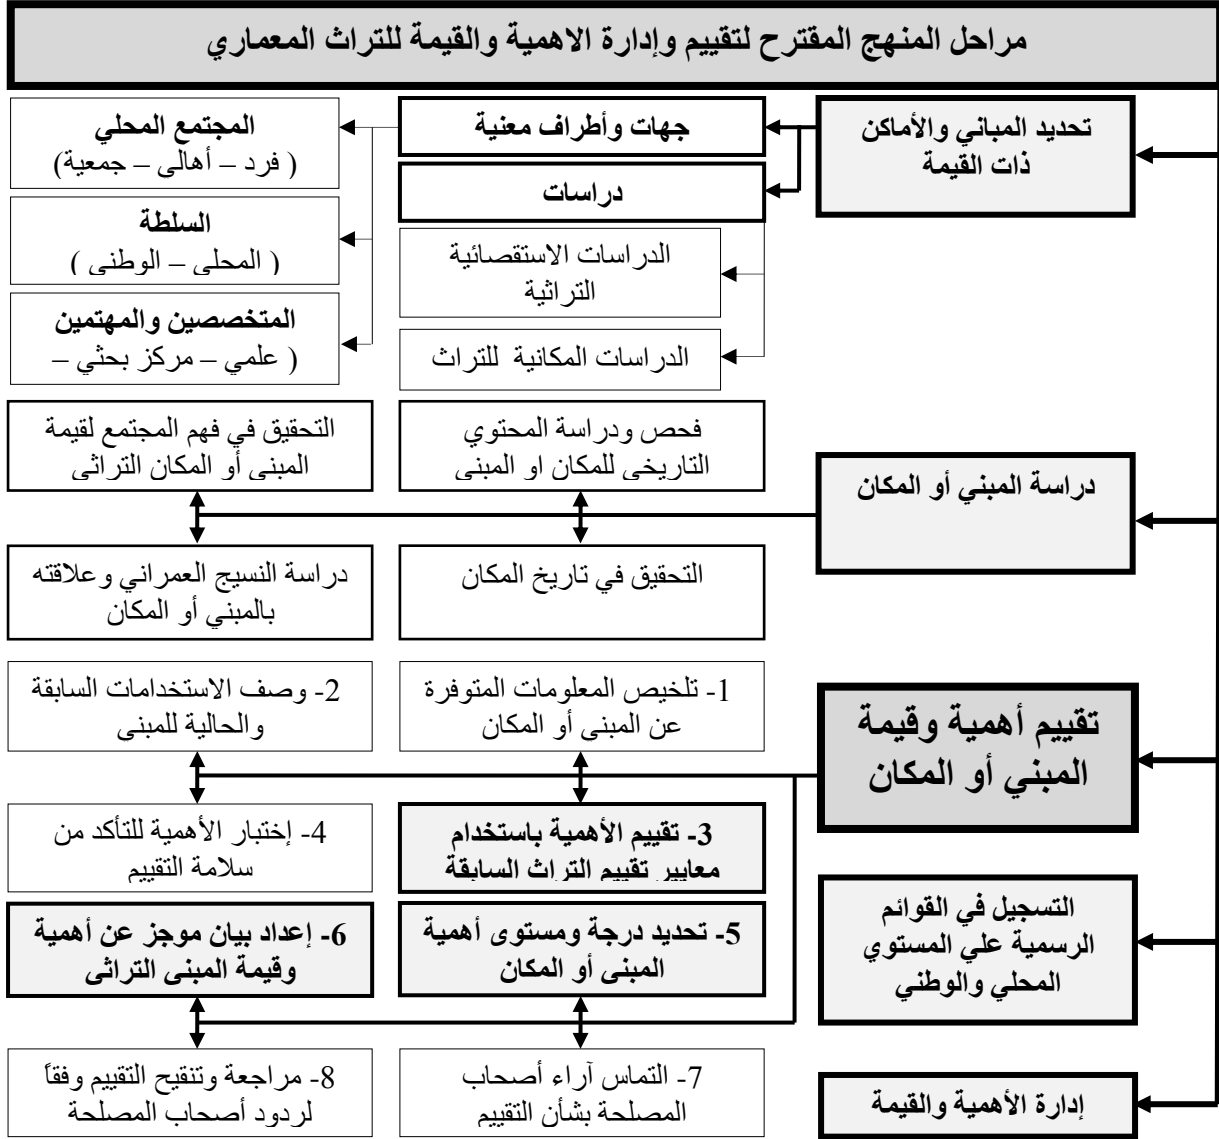 مراحل المنهج المقترح لتقييم وإدارة الاهمية والقيمة للتراث المعماري
تحديد المباني والأماكن
ذات القيمة
جهات وأطراف معنية
دراسات
الدراسات الاستقصائية
التراثية
الدراسات المكانية للتراث
المجتمع المحلي
( فرد – أهالى – جمعية)
السلطة
( المحلى – الوطنى )
المتخصصين والمهتمين
( علمي – مركز بحثي –
دراسة المبني أو المكان
فحص ودراسة المحتوي
التاريخى للمكان او المبنى
التحقيق في فهم المجتمع لقيمة
المبنى أو المكان التراثى
التحقيق في تاريخ المكان
دراسة النسيج العمراني وعلاقته
بالمبني أو المكان
تقييم أهمية وقيمة
المبني أو المكان
1- تلخيص المعلومات المتوفرة
عن المبنى أو المكان
2- وصف الاستخدامات السابقة
والحالية للمبنى
3- تقييم الأهمية باستخدام
معايير تقييم التراث السابقة
4- إختبار الأهمية للتأكد من
سلامة التقييم
5- تحديد درجة ومستوى أهمية
المبنى أو المكان
6- إعداد بيان موجز عن أهمية
وقيمة المبنى التراثى
7- التماس آراء أصحاب
المصلحة بشأن التقييم
8- مراجعة وتنقيح التقييم وفقاً
لردود أصحاب المصلحة
التسجيل في القوائم
الرسمية علي المستوي
المحلي والوطني
إدارة الأهمية والقيمة